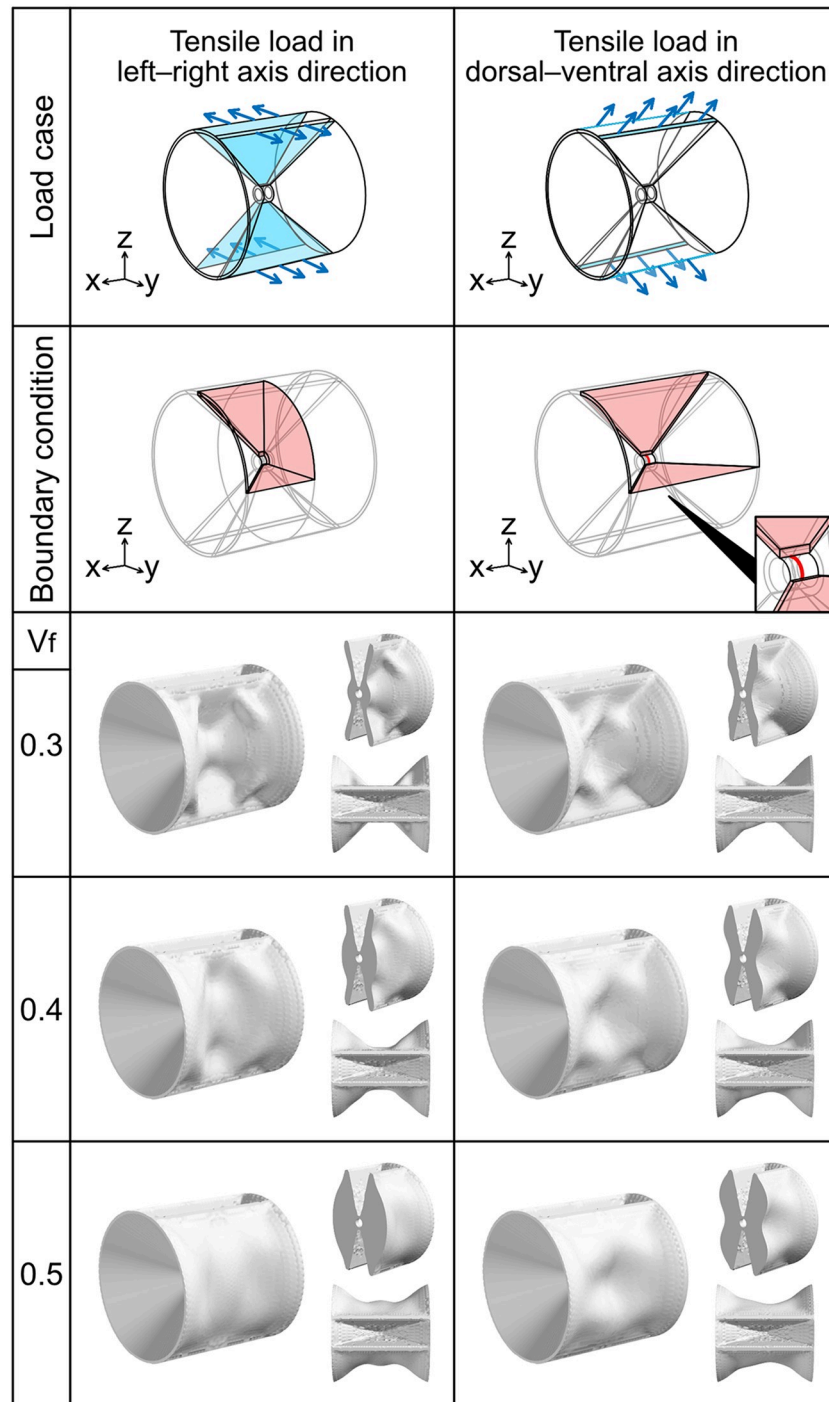 Tensile load in
left–right axis direction
Tensile load in
dorsal–ventral axis direction
Load case
z
x
y
z
x
y
Boundary condition
z
x
y
z
x
y
Vf
0.3
0.4
0.5